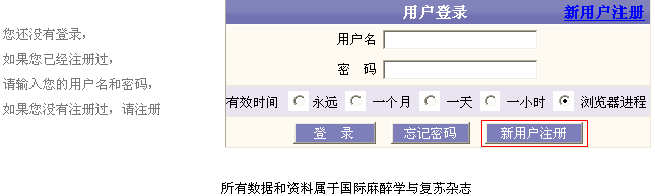 您还没有登录，
如果您已经注册过，
请输入您的用户名和密码，
如果您没有注册过，请注册
用户登录 新用户注册
用户名
密 码
有效时间 永远 一个月 一天 一小时 浏览器进程
登 录 忘记密码 新用户注册
所有数据和资料属于国际麻醉学与复苏杂志